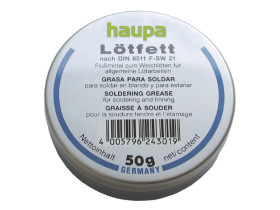 haupa
Lötfett
nach DIN 8511 F-SW 21
Flußmittel zum Weichlöten für
allgemeine Lötarbeiten
GRASA PARA SOLDAR
para soldar en blando y para estañar
SOLDERING GREASE
for soldering and tinning
GRAISSE À SOUDER
pour la soudure tendre et l'étamage
4 005796 243019
Nettoinhalt 50g net/content
GERMANY